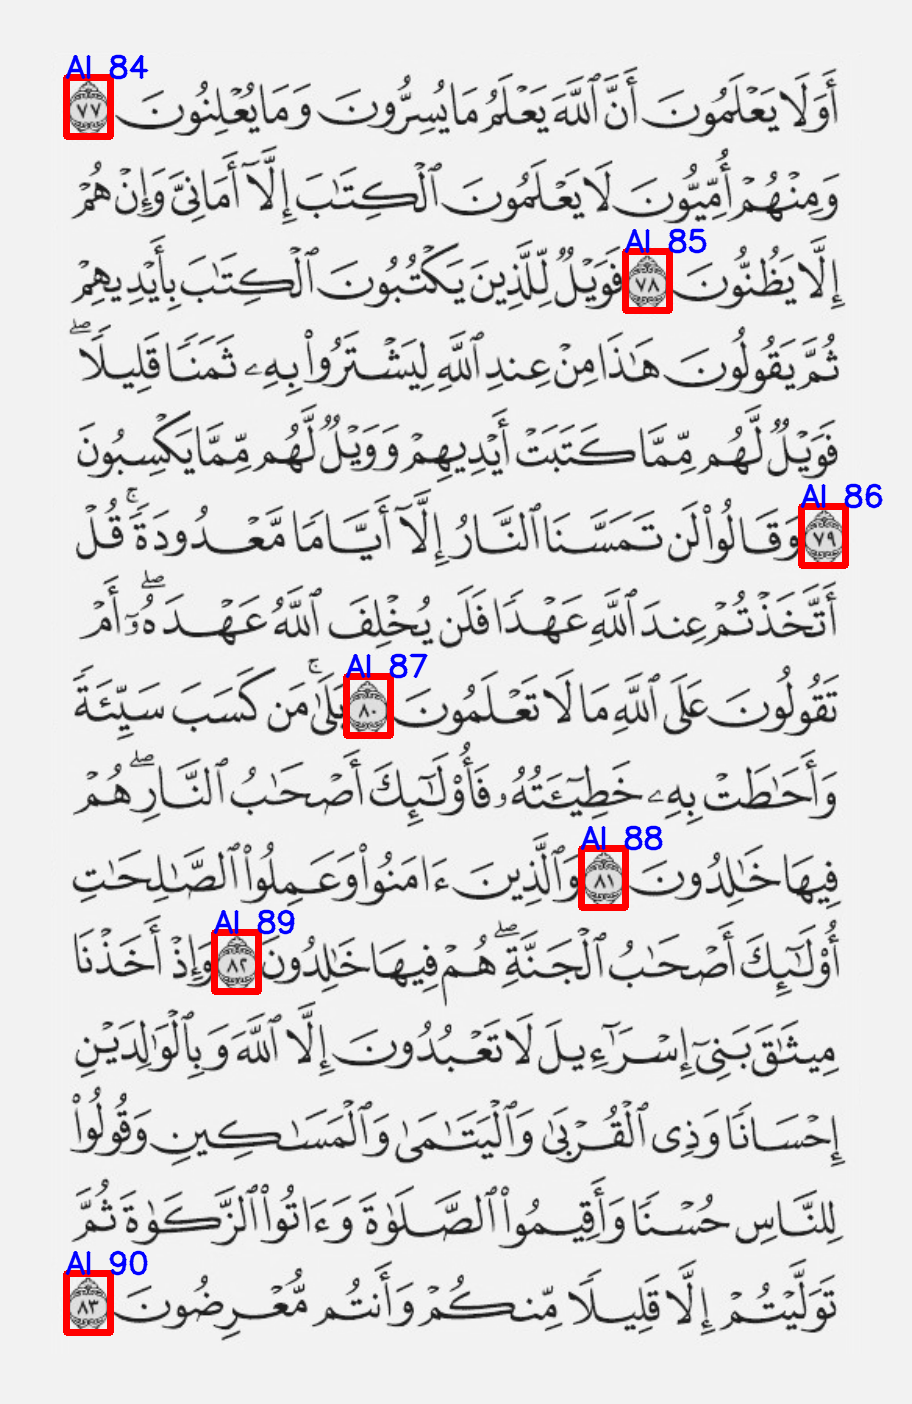 AI 84
أَوَلَا يَعْلَمُونَ أَنَّ ٱللَّهَ يَعْلَمُ مَا يُسِرُّونَ وَمَا يُعْلِنُونَ ٧٧
وَمِنْهُمْ أُمِّيُّونَ لَا يَعْلَمُونَ ٱلْكِتَٰبَ إِلَّآ أَمَانِىَّ وَإِنْ هُمْ
AI 85
إِلَّا يَظُنُّونَ ٧٨ فَوَيْلٌ لِّلَّذِينَ يَكْتُبُونَ ٱلْكِتَٰبَ بِأَيْدِيهِمْ
ثُمَّ يَقُولُونَ هَٰذَا مِنْ عِندِ ٱللَّهِ لِيَشْتَرُوا۟ بِهِۦ ثَمَنًا قَلِيلًا ۖ
فَوَيْلٌ لَّهُم مِّمَّا كَتَبَتْ أَيْدِيهِمْ وَوَيْلٌ لَّهُم مِّمَّا يَكْسِبُونَ
AI 86
٧٩ وَقَالُوا۟ لَن تَمَسَّنَا ٱلنَّارُ إِلَّآ أَيَّامًا مَّعْدُودَةً ۚ قُلْ
أَتَّخَذْتُمْ عِندَ ٱللَّهِ عَهْدًا فَلَن يُخْلِفَ ٱللَّهُ عَهْدَهُۥٓ ۖ أَمْ
AI 87
تَقُولُونَ عَلَى ٱللَّهِ مَا لَا تَعْلَمُونَ ٨٠ بَلَىٰ ۚ مَن كَسَبَ سَيِّئَةً
وَأَحَٰطَتْ بِهِۦ خَطِيٓـَٔتُهُۥ فَأُو۟لَٰٓئِكَ أَصْحَٰبُ ٱلنَّارِ ۖ هُمْ
AI 88
فِيهَا خَٰلِدُونَ ٨١ وَٱلَّذِينَ ءَامَنُوا۟ وَعَمِلُوا۟ ٱلصَّٰلِحَٰتِ
AI 89
أُو۟لَٰٓئِكَ أَصْحَٰبُ ٱلْجَنَّةِ ۖ هُمْ فِيهَا خَٰلِدُونَ ٨٢ وَإِذْ أَخَذْنَا
مِيثَٰقَ بَنِىٓ إِسْرَٰٓءِيلَ لَا تَعْبُدُونَ إِلَّا ٱللَّهَ وَبِٱلْوَٰلِدَيْنِ
إِحْسَانًا وَذِى ٱلْقُرْبَىٰ وَٱلْيَتَٰمَىٰ وَٱلْمَسَٰكِينِ وَقُولُوا۟
لِلنَّاسِ حُسْنًا وَأَقِيمُوا۟ ٱلصَّلَوٰةَ وَءَاتُوا۟ ٱلزَّكَوٰةَ ثُمَّ
AI 90
تَوَلَّيْتُمْ إِلَّا قَلِيلًا مِّنكُمْ وَأَنتُم مُّعْرِضُونَ ٨٣